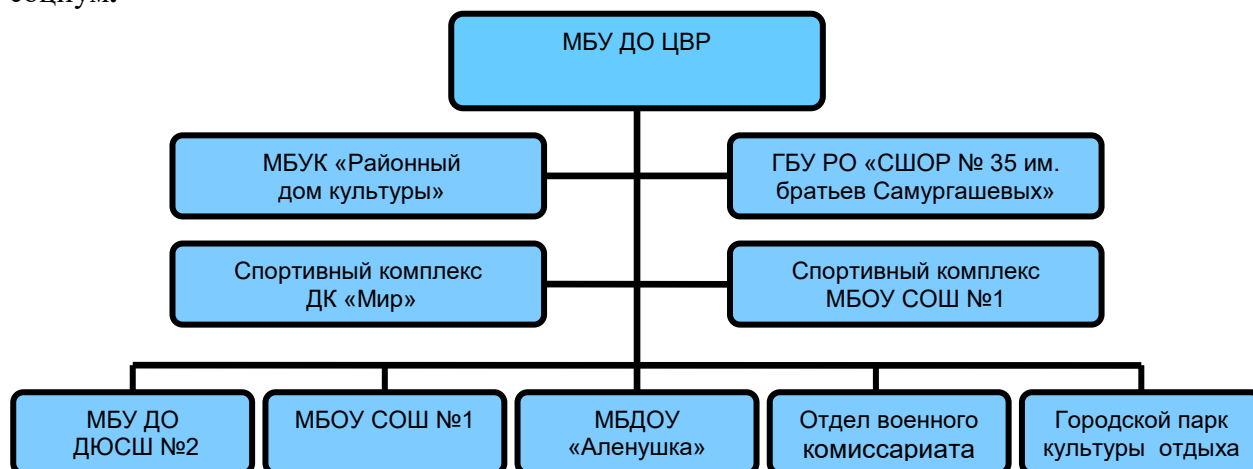 социум.
МБУ ДО ЦВР
МБУК «Районный
дом культуры»
ГБУ РО «СШОР № 35 им.
братьев Самургашевых»
Спортивный комплекс
ДК «Мир»
Спортивный комплекс
МБОУ СОШ №1
МБУ ДО
ДЮСШ №2
МБОУ СОШ №1
МБДОУ
«Аленушка»
Отдел военного
комиссариата
Городской парк
культуры отдыха